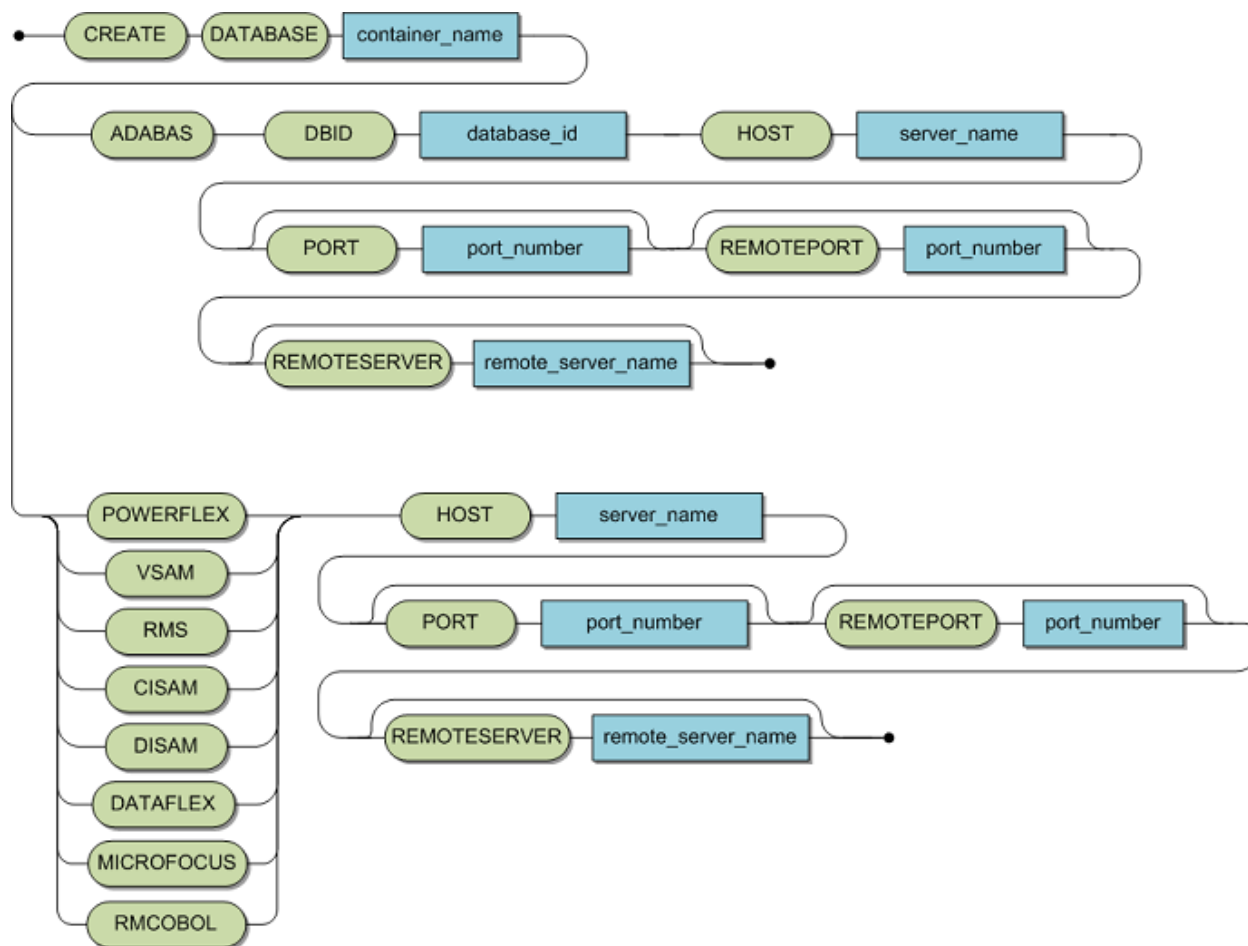 CREATE DATABASE container_name
ADABAS DBID database_id HOST server_name
PORT port_number REMOTEPORT port_number
REMOTESERVER remote_server_name
POWERFLEX HOST server_name
VSAM
RMS PORT port_number REMOTEPORT port_number
CISAM
DISAM REMOTESERVER remote_server_name
DATAFLEX
MICROFOCUS
RMCOBOL